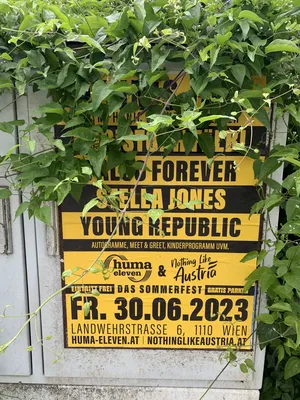 FOREVER
STELLA JONES
YOUNG REPUBLIC
AUTOGRAMME, MEET & GREET, KINDERPROGRAMM UVM.
huma eleven & Nothing Like Austria
EINTRITT FREI DAS SOMMERFEST GRATIS PARKEN
FR. 30.06.2023
LANDWEHRSTRASSE 6, 1110 WIEN
HUMA-ELEVEN.AT | NOTHINGLIKEAUSTRIA.AT